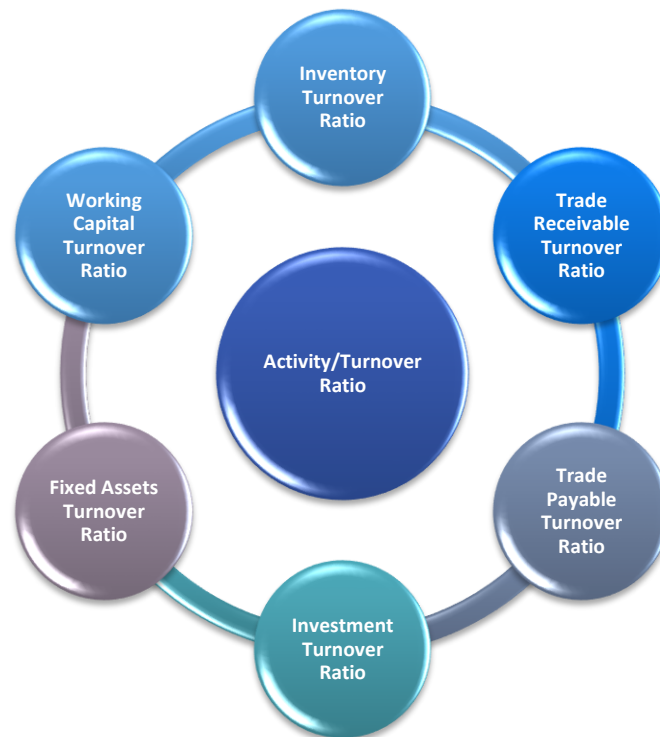 Inventory
Turnover
Ratio
Trade
Receivable
Turnover
Ratio
Trade
Payable
Turnover
Ratio
Investment
Turnover
Ratio
Fixed Assets
Turnover
Ratio
Working
Capital
Turnover
Ratio
Activity/Turnover
Ratio